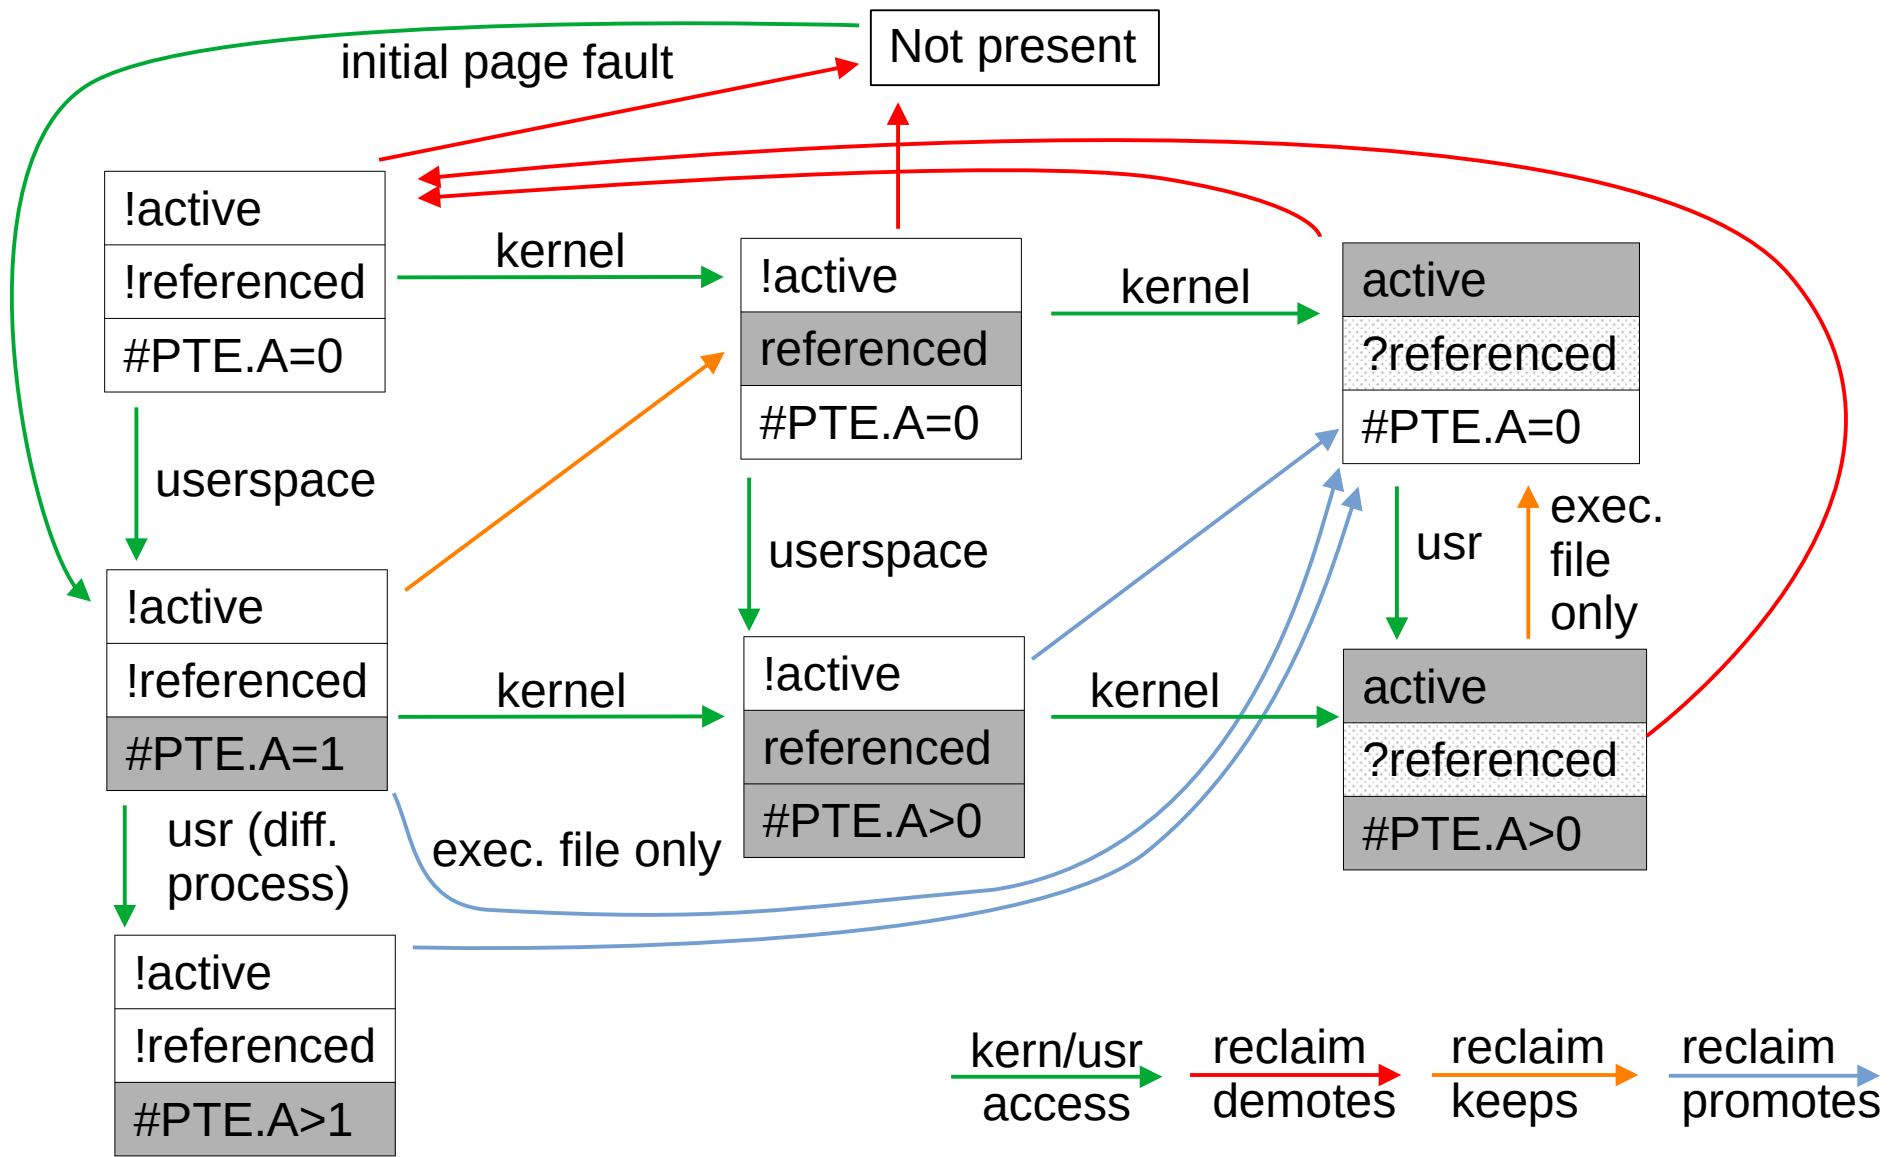 Not present
initial page fault
!active
!referenced
#PTE.A=0
kernel
!active
referenced
#PTE.A=0
kernel
active
?referenced
#PTE.A=0
userspace
userspace
usr
exec.
file
only
!active
!referenced
#PTE.A=1
kernel
!active
referenced
#PTE.A>0
kernel
active
?referenced
#PTE.A>0
usr (diff.
process)
exec. file only
!active
!referenced
#PTE.A>1
kern/usr
access
reclaim
demotes
reclaim
keeps
reclaim
promotes